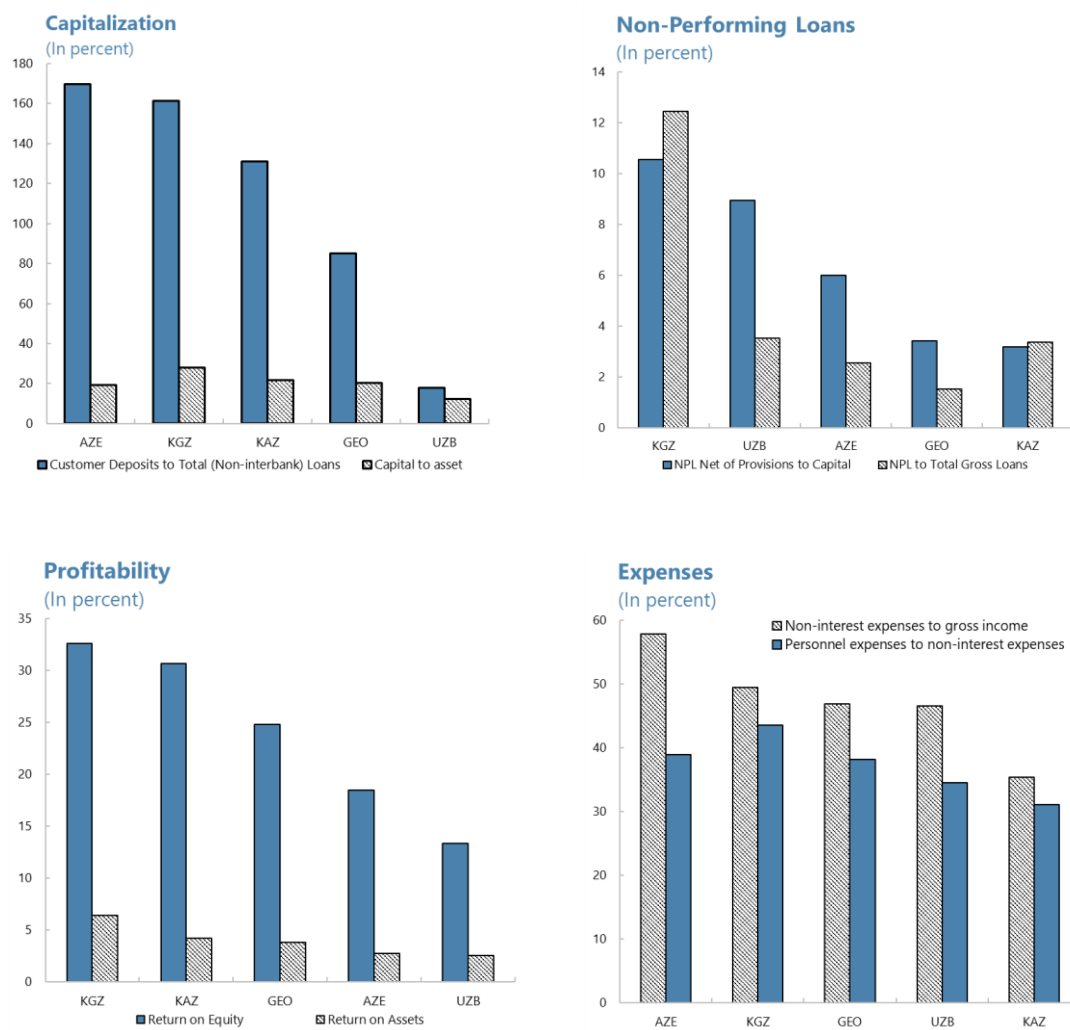 Capitalization
(In percent)
180
160
140
120
100
80
60
40
20
0
AZE KGZ KAZ GEO UZB
Customer Deposits to Total (Non-interbank) Loans Capital to asset
Non-Performing Loans
(In percent)
14
12
10
8
6
4
2
0
KGZ UZB AZE GEO KAZ
NPL Net of Provisions to Capital NPL to Total Gross Loans
Profitability
(In percent)
35
30
25
20
15
10
5
0
KGZ KAZ GEO AZE UZB
Return on Equity Return on Assets
Expenses
(In percent)
60
Non-interest expenses to gross income
Personnel expenses to non-interest expenses
50
40
30
20
10
0
AZE KGZ GEO UZB KAZ